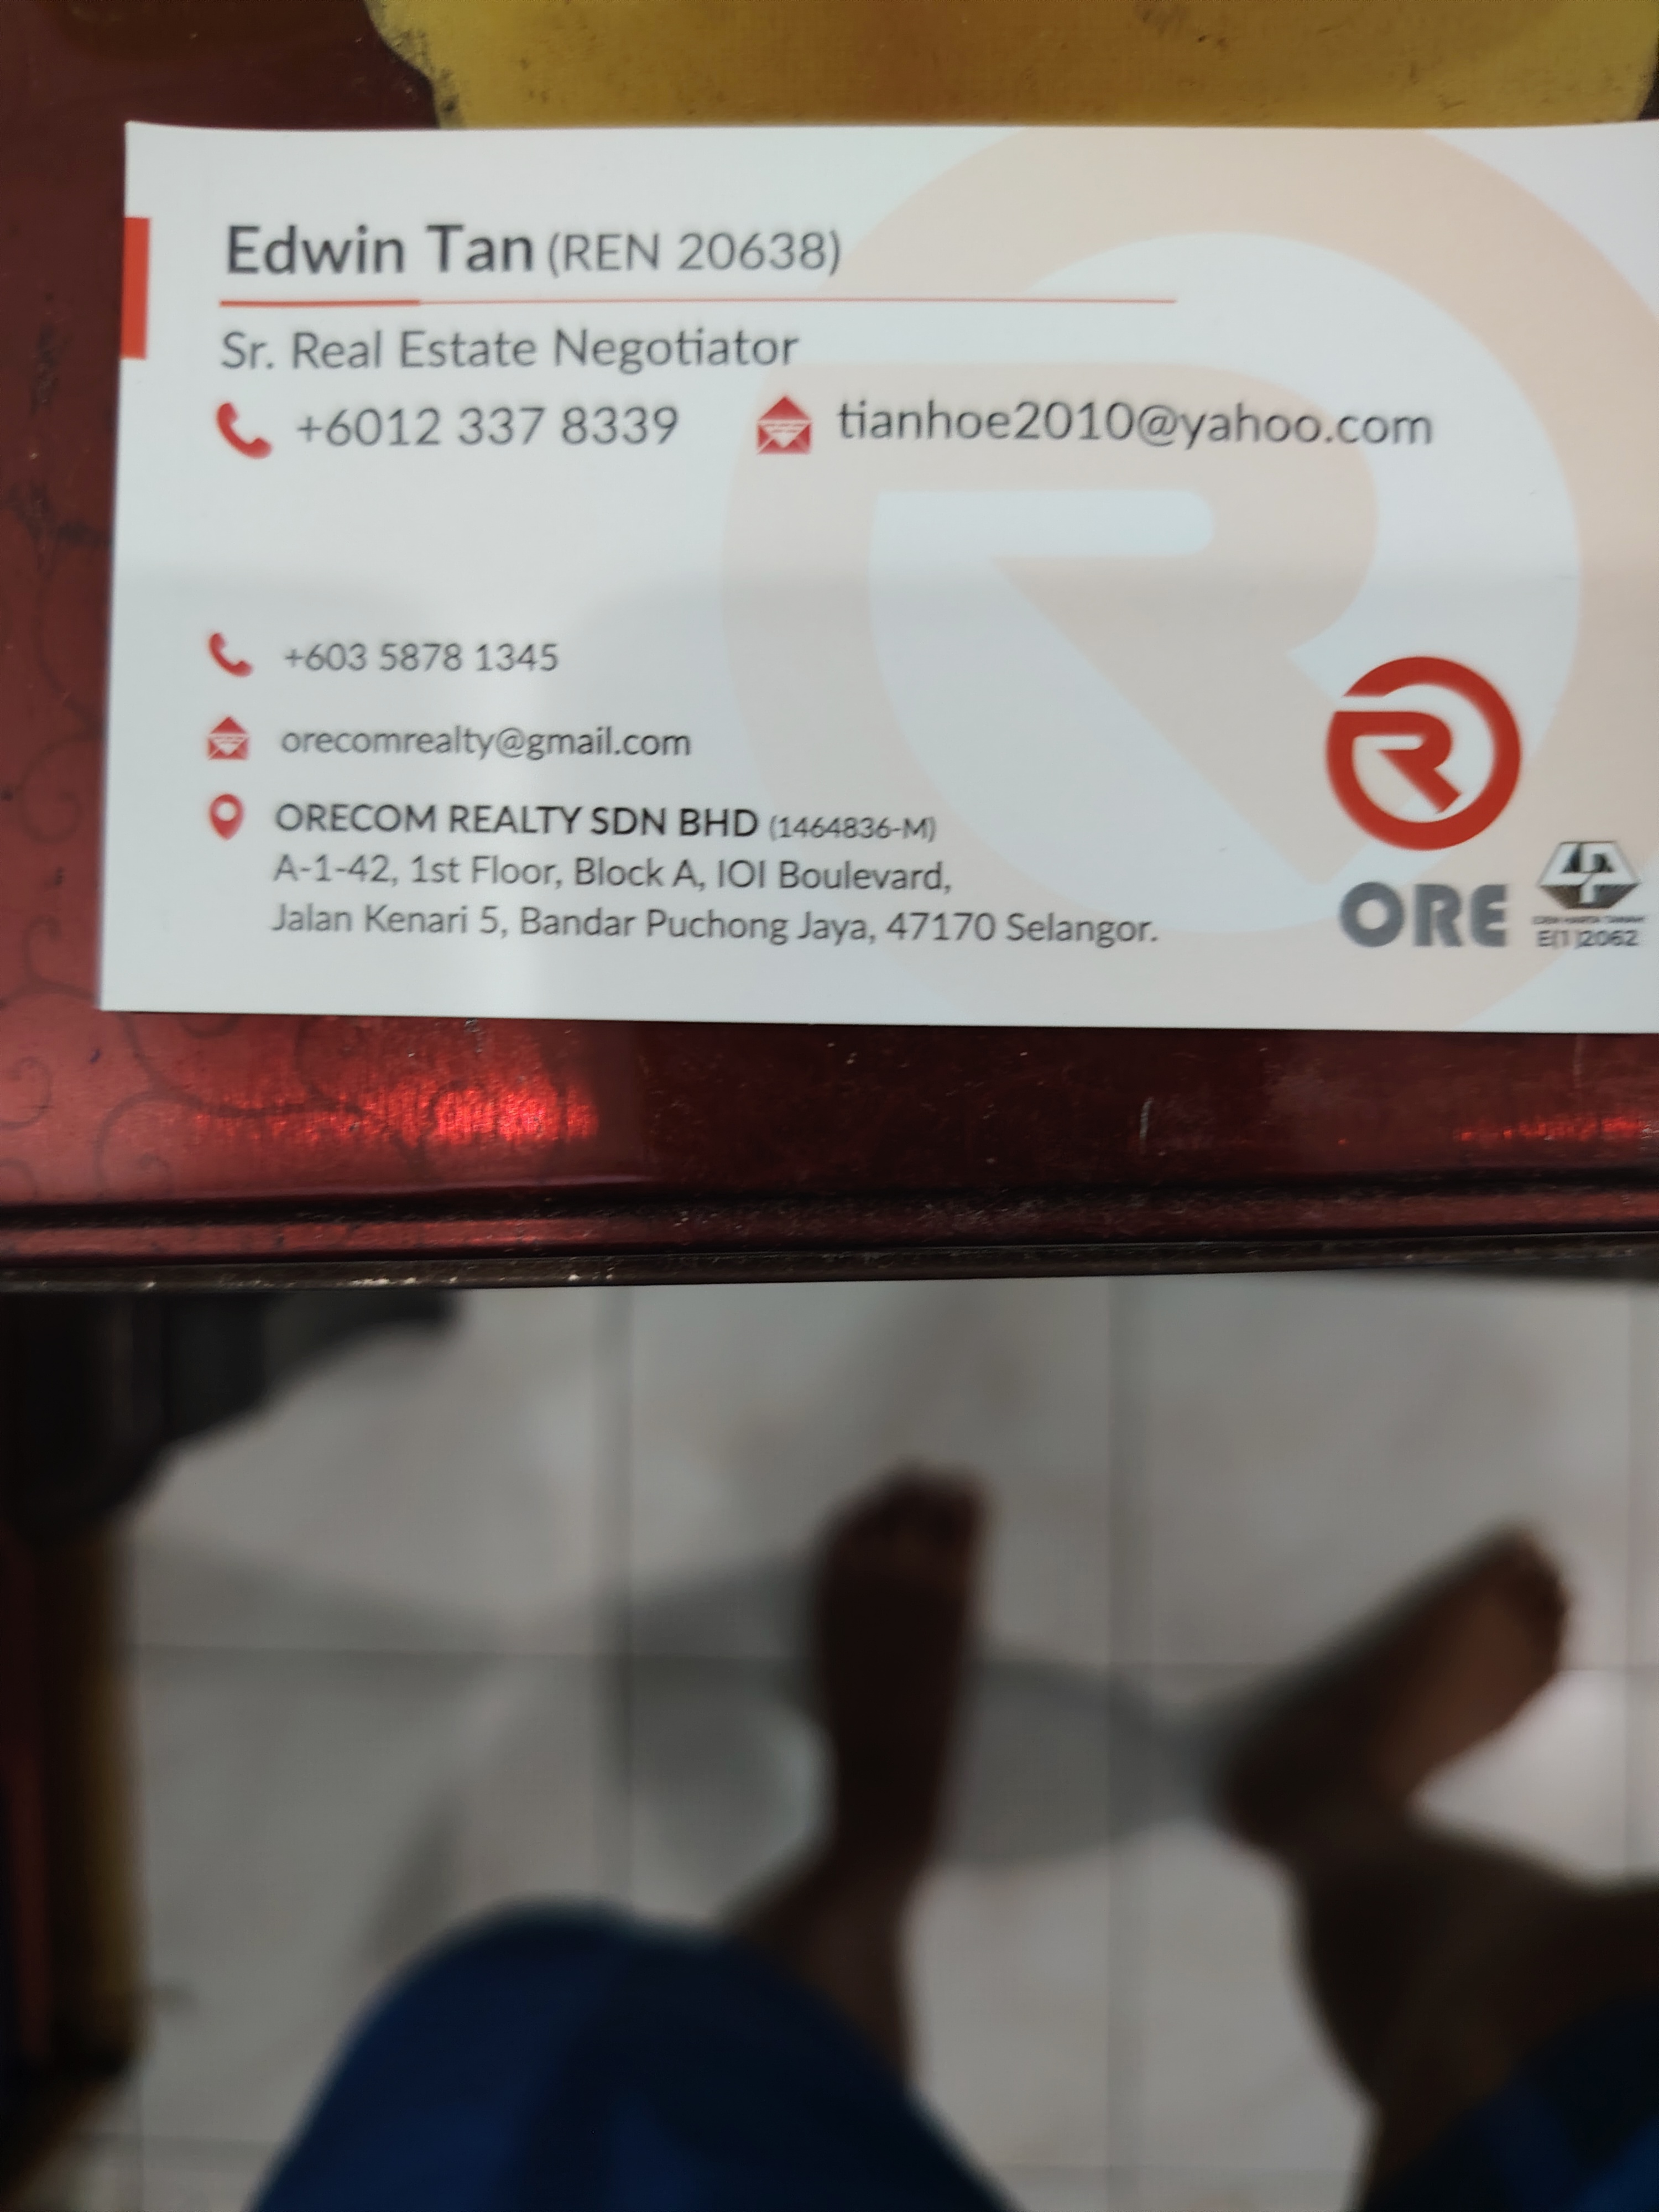 Edwin Tan (REN 20638)
Sr. Real Estate Negotiator
+6012 337 8339 tianhoe2010@yahoo.com
+603 5878 1345
orecomrealty@gmail.com
ORECOM REALTY SDN BHD (1464836-M)
A-1-42, 1st Floor, Block A, IOI Boulevard,
Jalan Kenari 5, Bandar Puchong Jaya, 47170 Selangor.
R
ORE
E(1)2062